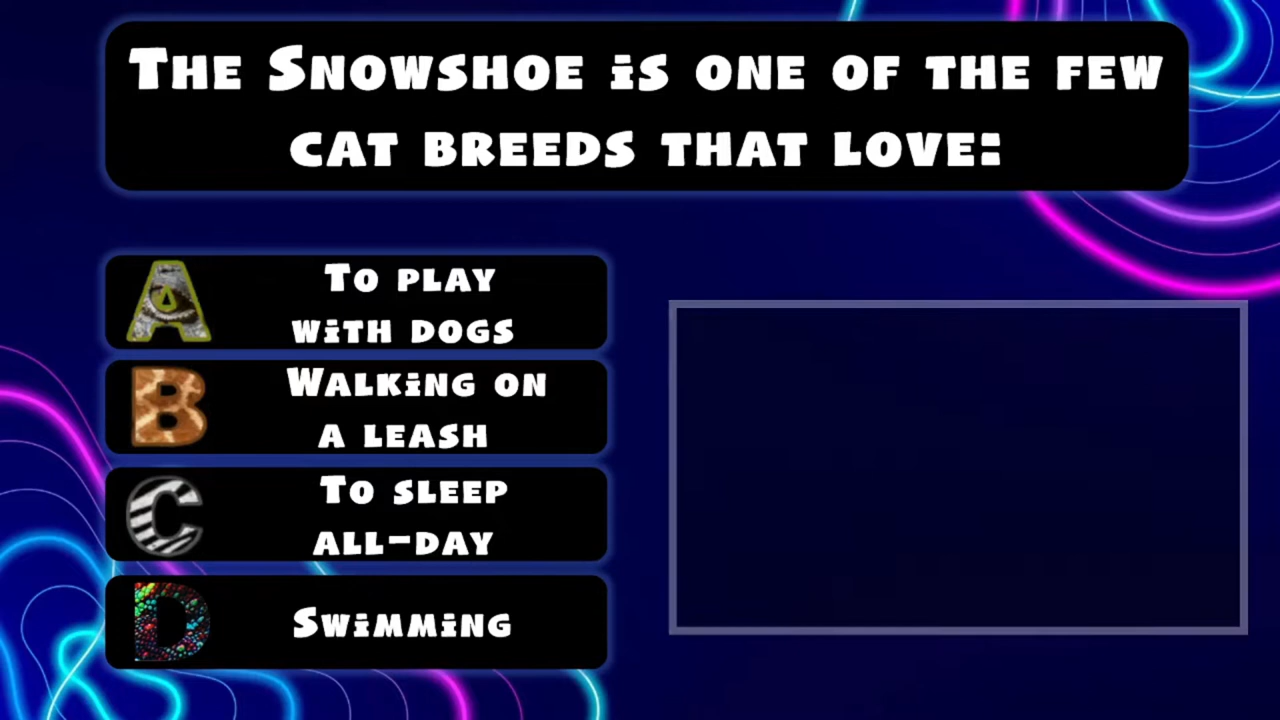 The Snowshoe is one of the few
cat breeds that love:
A To play
with dogs
B Walking on
a leash
C To sleep
all-day
D Swimming